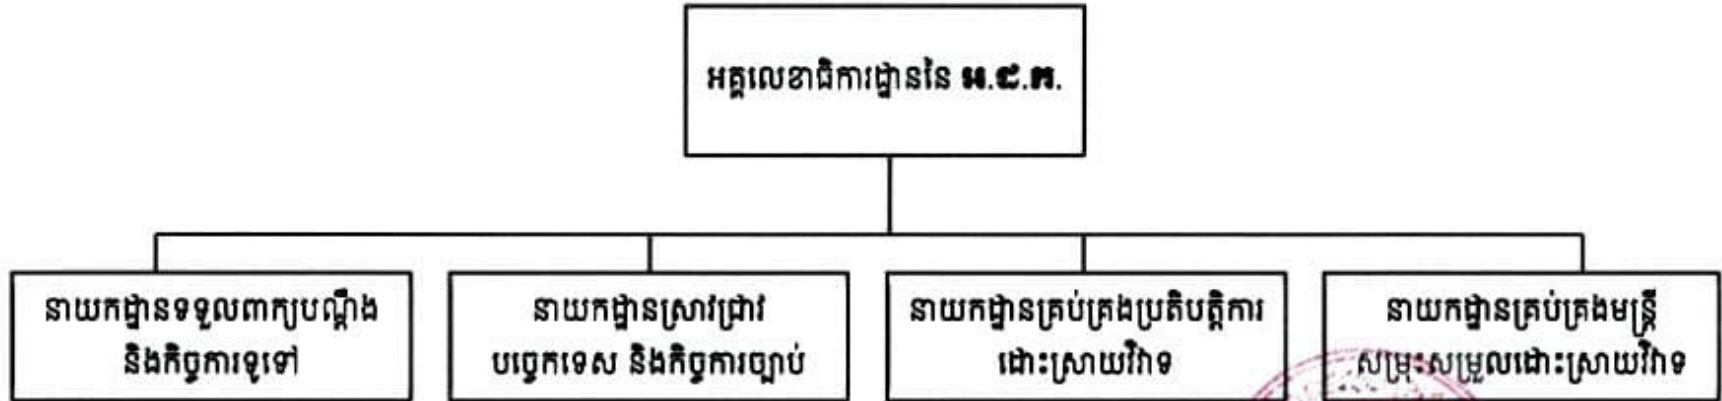 អគ្គលេខាធិការដ្ឋាននៃ អ.ជ.ក.
នាយកដ្ឋានទទួលពាក្យបណ្តឹង
និងកិច្ចការទូទៅ
នាយកដ្ឋានស្រាវជ្រាវ
បច្ចេកទេស និងកិច្ចការច្បាប់
នាយកដ្ឋានគ្រប់គ្រងប្រតិបត្តិការ
ដោះស្រាយវិវាទ
នាយកដ្ឋានគ្រប់គ្រងមន្ត្រី
សម្រុះសម្រួលដោះស្រាយវិវាទ